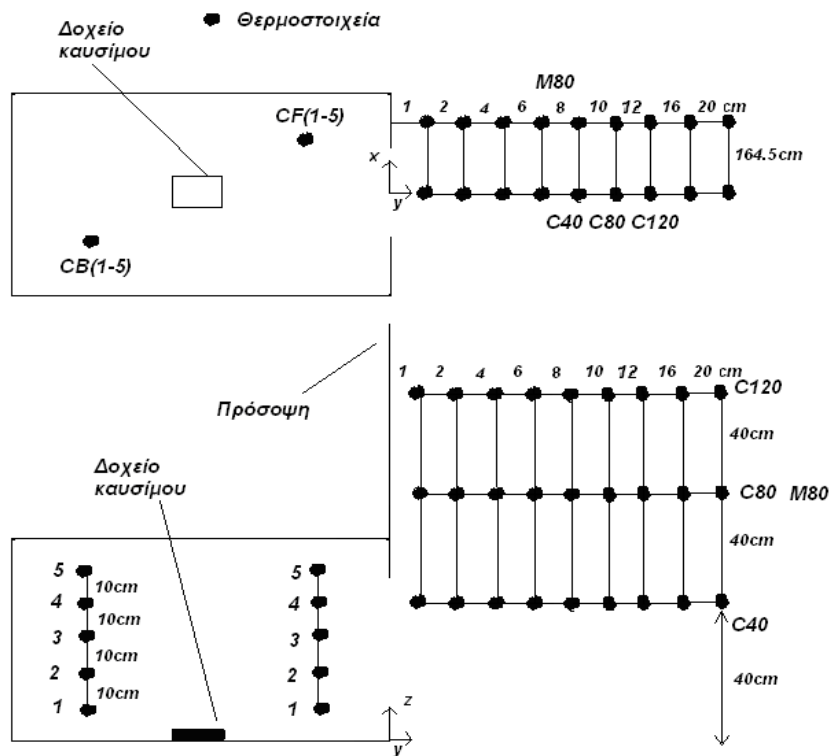 Δοχείο
καυσίμου
Θερμοστοιχεία
M80
1 2 4 6 8 10 12 16 20 cm
CF(1-5)
x
164.5cm
y
C40 C80 C120
CB(1-5)
1 2 4 6 8 10 12 16 20 cm
C120
Πρόσοψη
40cm
Δοχείο
καυσίμου
C80 M80
40cm
5 5
10cm
4 4
10cm
3 3
10cm
2 2
10cm
1 1
C40
40cm
z
y